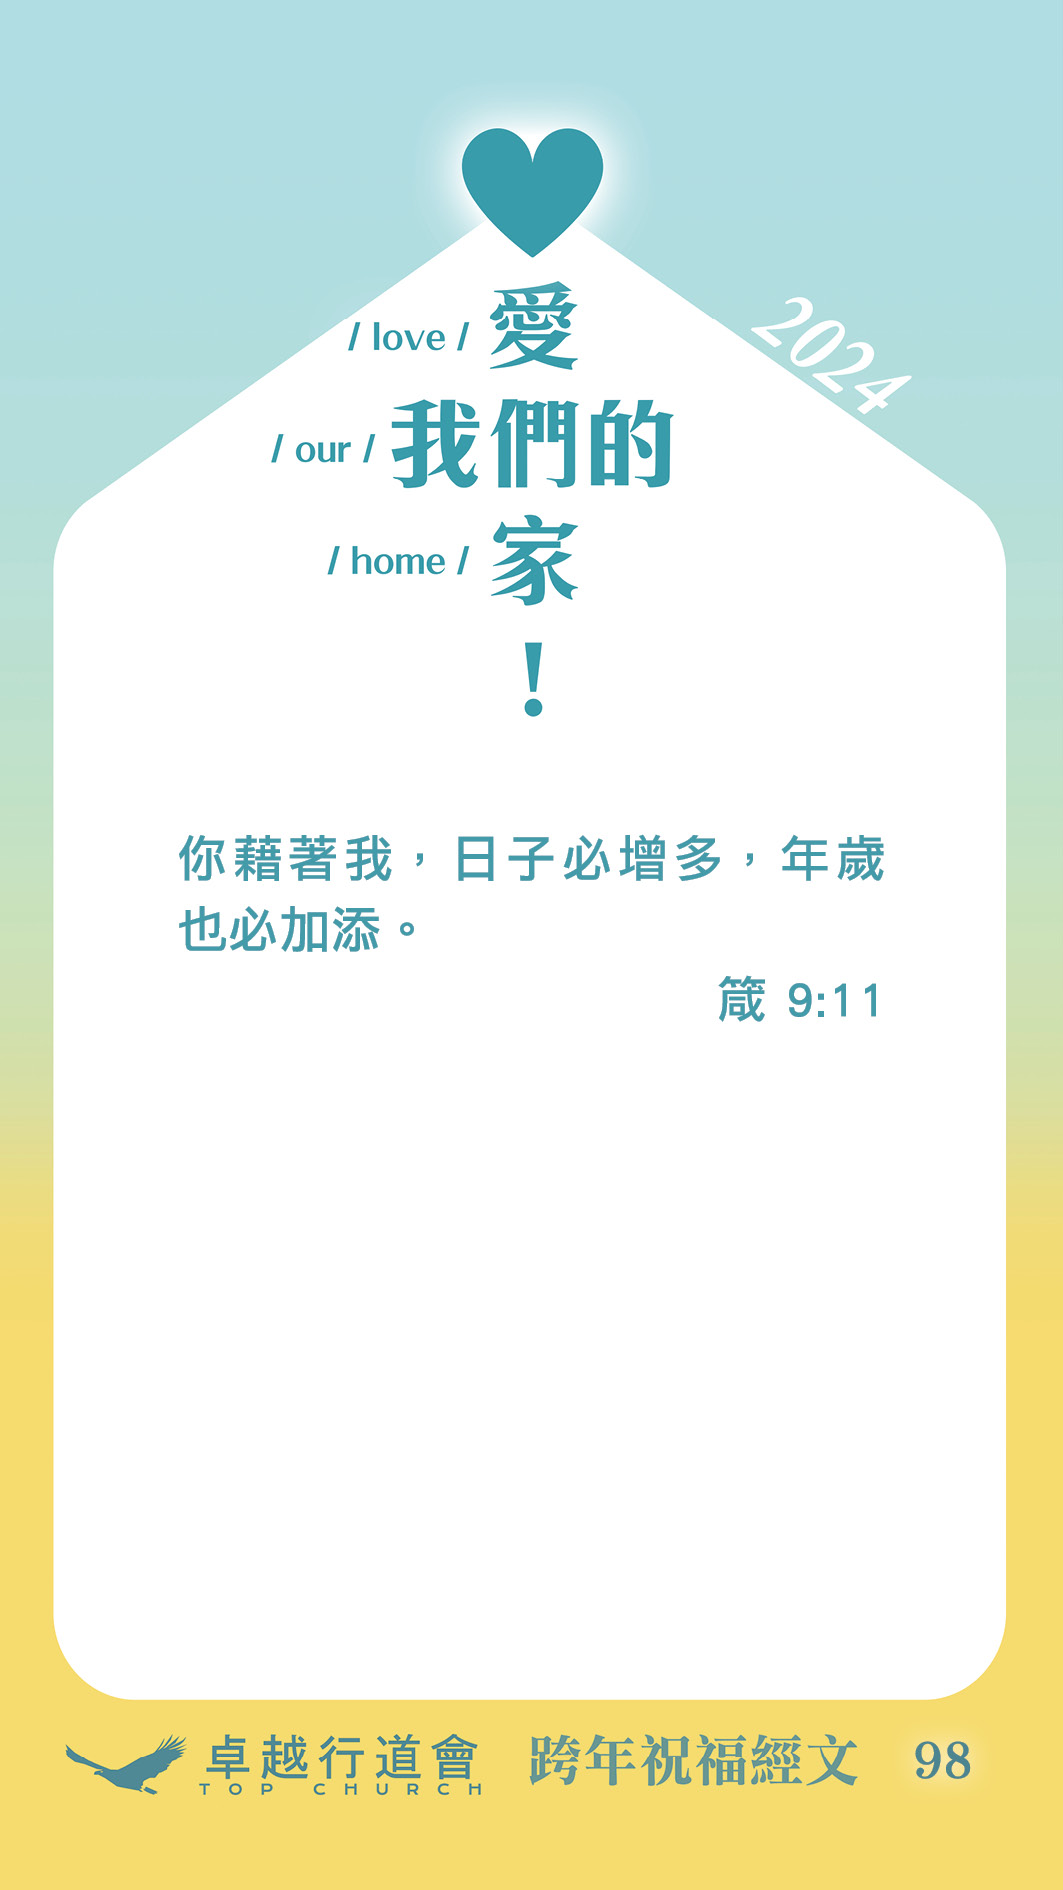 / love / 愛
2024
/ our / 我們的
/ home / 家
！
你藉著我，日子必增多，年歲
也必加添。
箴 9:11
卓越行道會 跨年祝福經文 98
TOP CHURCH